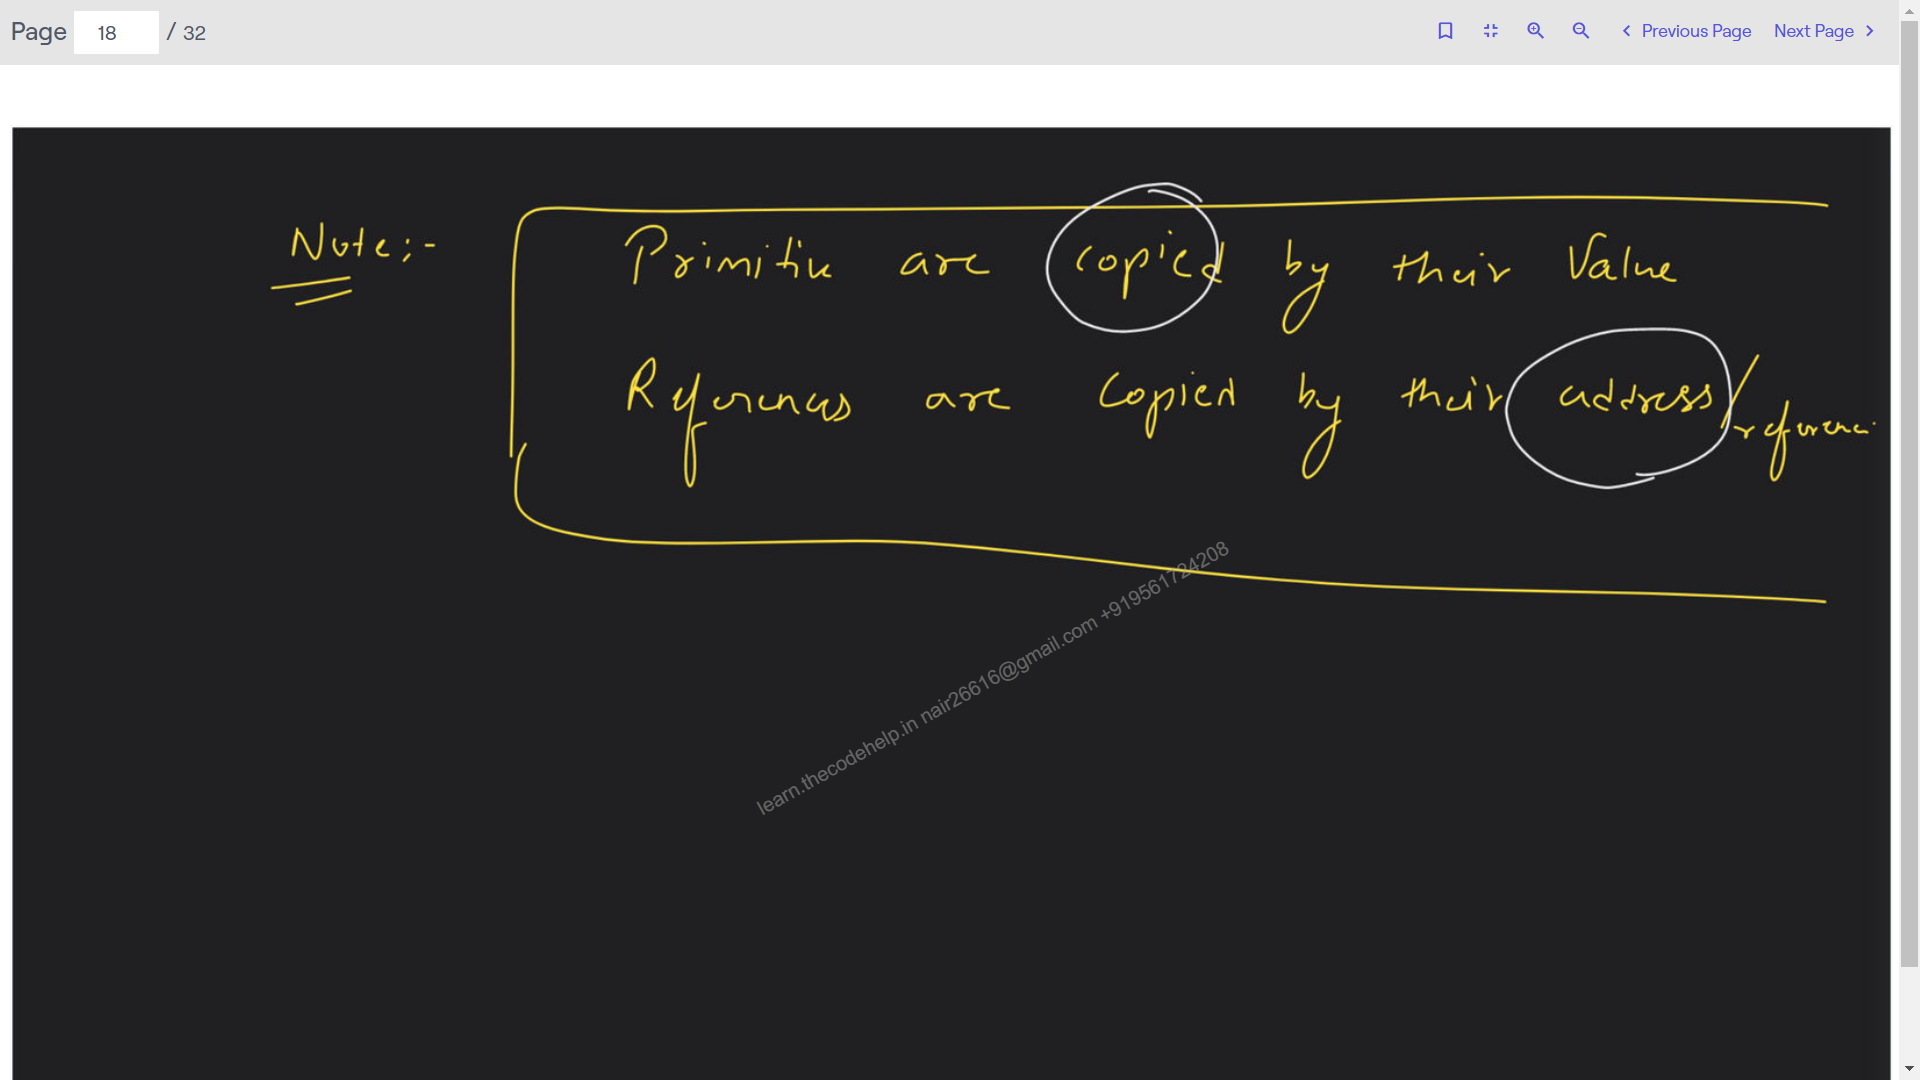 Page 18 / 32 Previous Page Next Page
Note:- Primitive are copied by their Value
References are copied by their address/
reference
learn.thecodehelp.in nair26616@gmail.com +919561724208